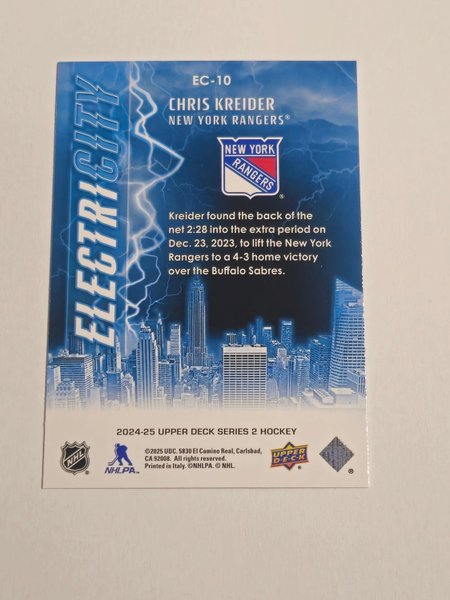 EC-10
CHRIS KREIDER
NEW YORK RANGERS®
ELECTRICITY
NEW YORK
RANGERS
®
Kreider found the back of the
net 2:28 into the extra period on
Dec. 23, 2023, to lift the New York
Rangers to a 4-3 home victory
over the Buffalo Sabres.
2024-25 UPPER DECK SERIES 2 HOCKEY
NHL
NHLPA™
©2025 UDC. 5830 El Camino Real, Carlsbad,
CA 92008. All rights reserved.
Printed in Italy. ©NHLPA. © NHL.
UPPER
DECK
®
®